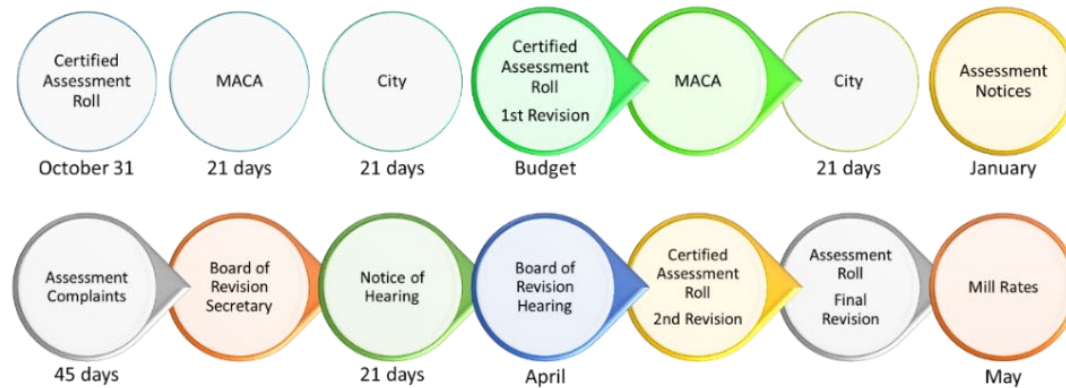 Certified
Assessment
Roll
MACA
City
Certified
Assessment
Roll
1st Revision
MACA
City
Assessment
Notices
October 31
21 days
21 days
Budget
21 days
January
Assessment
Complaints
Board of
Revision
Secretary
Notice of
Hearing
Board of
Revision
Hearing
Certified
Assessment
Roll
2nd Revision
Assessment
Roll
Final
Revision
Mill Rates
45 days
21 days
April
May